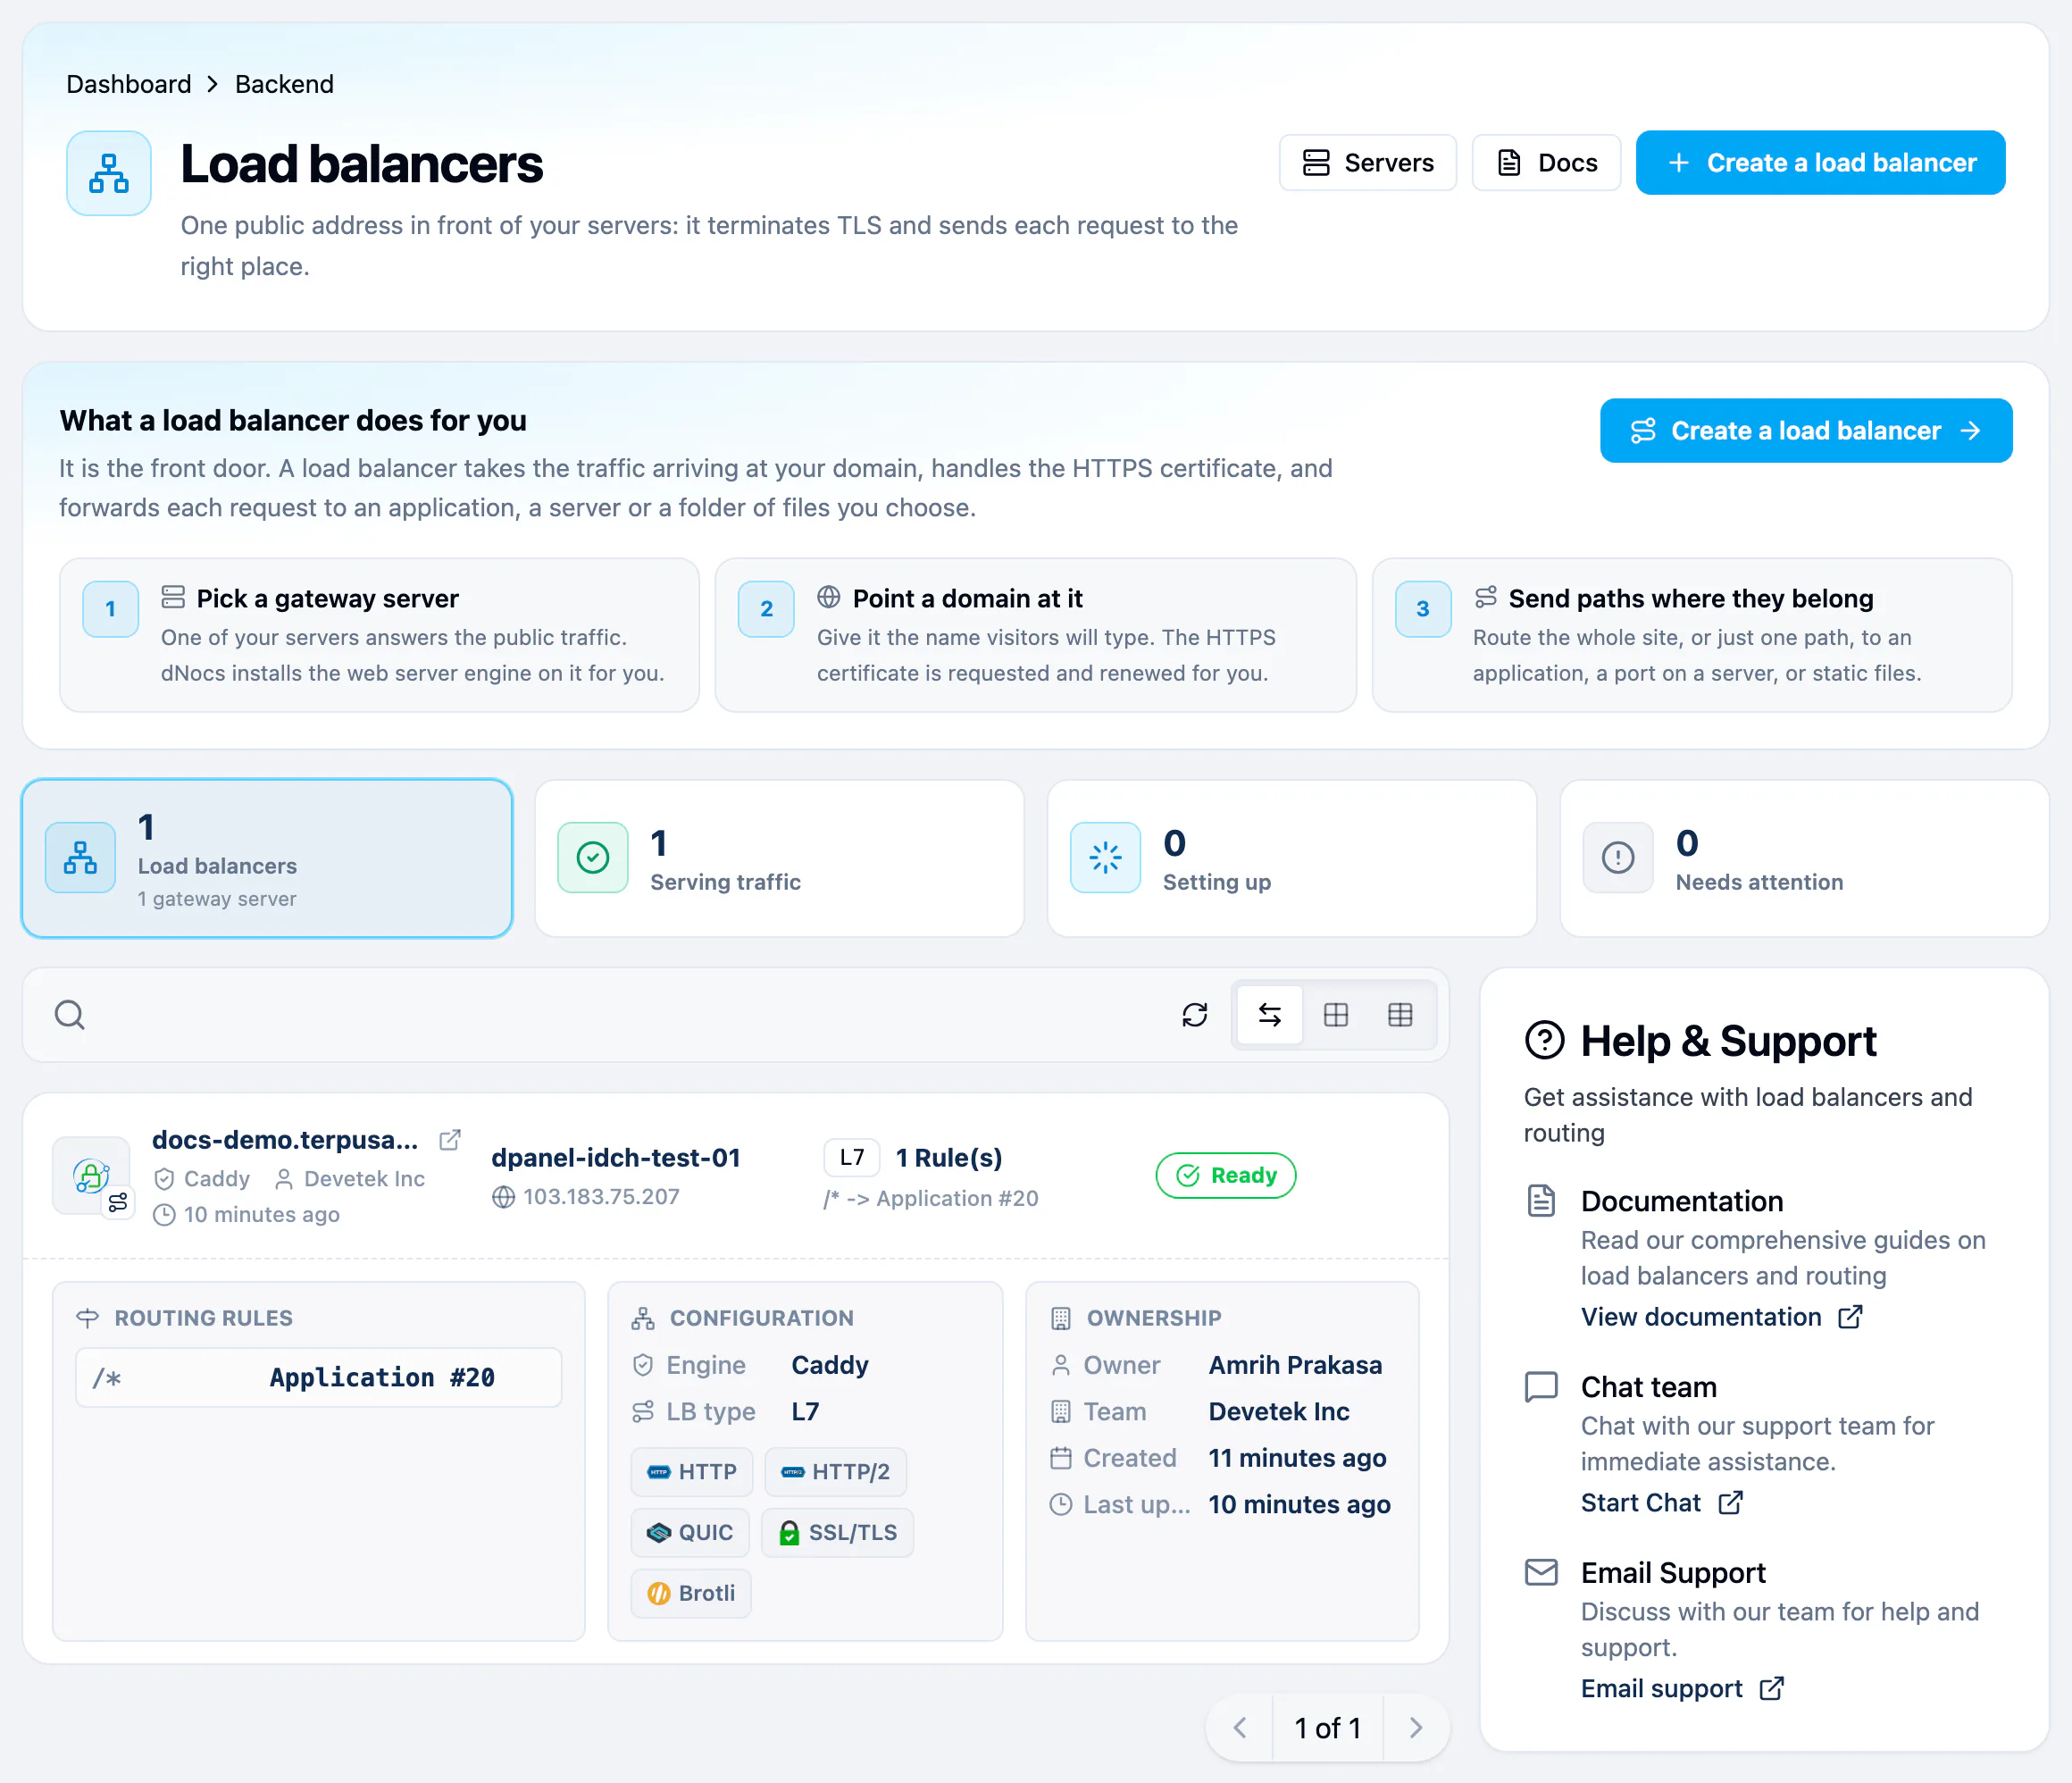 Dashboard > Backend
Load balancers
One public address in front of your servers: it terminates TLS and sends each request to the
right place.
Servers
Docs
+ Create a load balancer
What a load balancer does for you
It is the front door. A load balancer takes the traffic arriving at your domain, handles the HTTPS certificate, and
forwards each request to an application, a server or a folder of files you choose.
Create a load balancer →
1
Pick a gateway server
One of your servers answers the public traffic.
dNocs installs the web server engine on it for you.
2
Point a domain at it
Give it the name visitors will type. The HTTPS
certificate is requested and renewed for you.
3
Send paths where they belong
Route the whole site, or just one path, to an
application, a port on a server, or static files.
1
Load balancers
1 gateway server
1
Serving traffic
0
Setting up
0
Needs attention
docs-demo.terpusa...
Caddy Devetek Inc
10 minutes ago
dpanel-idch-test-01
103.183.75.207
L7 1 Rule(s)
/* -> Application #20
Ready
ROUTING RULES
/* Application #20
CONFIGURATION
Engine Caddy
LB type L7
HTTP HTTP HTTP/2 HTTP/2
QUIC SSL/TLS
Brotli
OWNERSHIP
Owner Amrih Prakasa
Team Devetek Inc
Created 11 minutes ago
Last up... 10 minutes ago
1 of 1
Help & Support
Get assistance with load balancers and
routing
Documentation
Read our comprehensive guides on
load balancers and routing
View documentation
Chat team
Chat with our support team for
immediate assistance.
Start Chat
Email Support
Discuss with our team for help and
support.
Email support